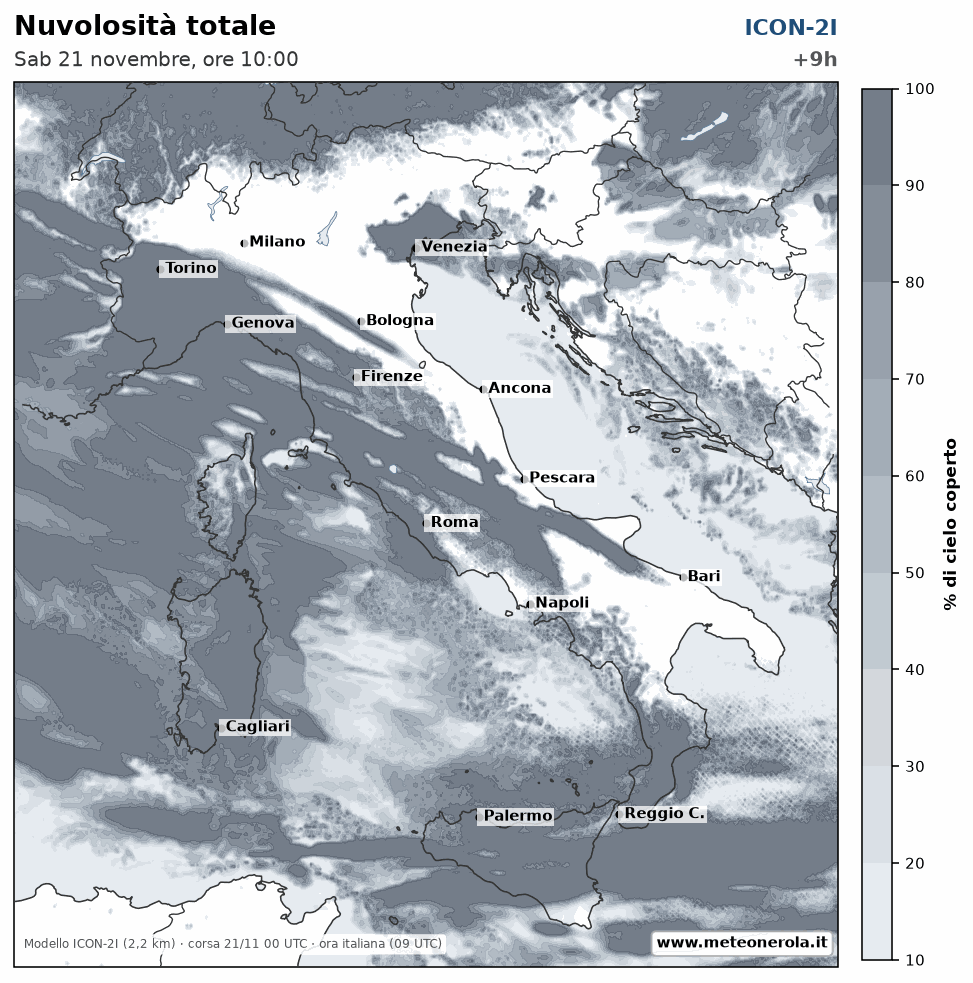 Nuvolosità totale
ICON-2I
Sab 21 novembre, ore 10:00
+9h
100
90
80
70
60
50
40
30
20
10
% di cielo coperto
Milano
Venezia
Torino
Genova
Bologna
Firenze
Ancona
Pescara
Roma
Bari
Napoli
Cagliari
Palermo
Reggio C.
Modello ICON-2I (2,2 km) · corsa 21/11 00 UTC · ora italiana (09 UTC)
www.meteonerola.it